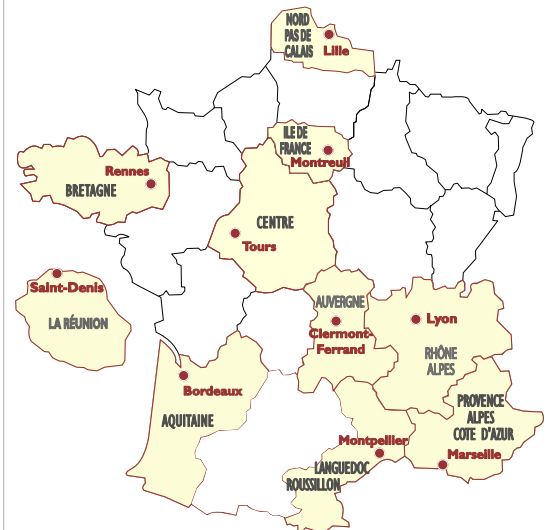 NORD
PAS DE
CALAIS
Lille
ILE DE
FRANCE
Montreuil
Rennes
BRETAGNE
CENTRE
Tours
Saint-Denis
LA RÉUNION
AUVERGNE
Clermont-
Ferrand
Lyon
RHÔNE
ALPES
Bordeaux
AQUITAINE
PROVENCE
ALPES
COTE D'AZUR
Marseille
Montpellier
LANGUEDOC
ROUSSILLON